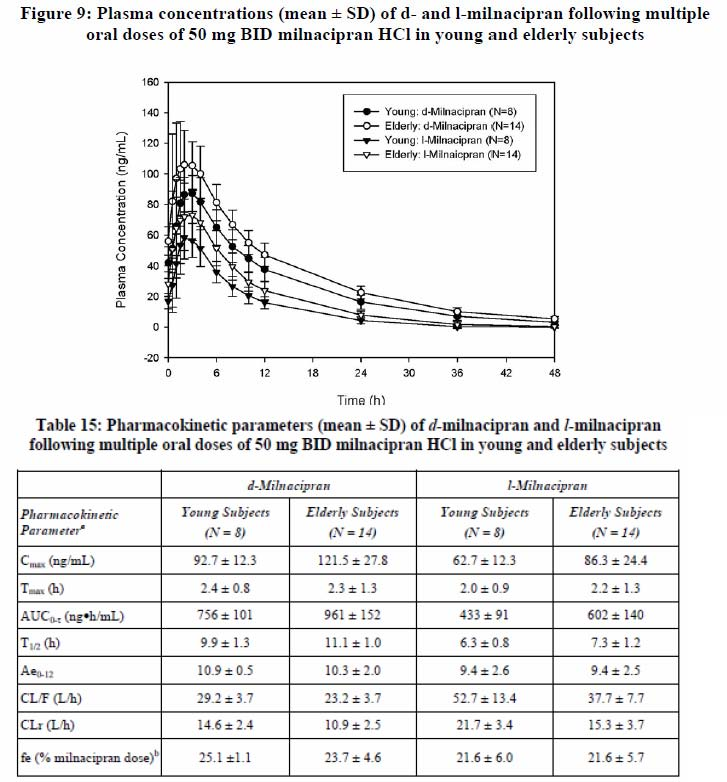 Figure 9: Plasma concentrations (mean ± SD) of d- and l-milnacipran following multiple
oral doses of 50 mg BID milnacipran HCl in young and elderly subjects
Plasma Concentration (ng/mL)
160
140
120
100
80
60
40
20
0
-20
Young: d-Milnacipran (N=8)
Elderly: d-Milnacipran (N=14)
Young: l-Milnacipran (N=8)
Elderly: l-Milnaicpran (N=14)
0 6 12 18 24 30 36 42 48
Time (h)
Table 15: Pharmacokinetic parameters (mean ± SD) of d-milnacipran and l-milnacipran
following multiple oral doses of 50 mg BID milnacipran HCl in young and elderly subjects
d-Milnacipran l-Milnacipran
Pharmacokinetic Parameterᵃ Young Subjects (N = 8) Elderly Subjects (N = 14) Young Subjects (N = 8) Elderly Subjects (N = 14)
Cmax (ng/mL) 92.7 ± 12.3 121.5 ± 27.8 62.7 ± 12.3 86.3 ± 24.4
Tmax (h) 2.4 ± 0.8 2.3 ± 1.3 2.0 ± 0.9 2.2 ± 1.3
AUC0-τ (ng•h/mL) 756 ± 101 961 ± 152 433 ± 91 602 ± 140
T1/2 (h) 9.9 ± 1.3 11.1 ± 1.0 6.3 ± 0.8 7.3 ± 1.2
Ae0-12 10.9 ± 0.5 10.3 ± 2.0 9.4 ± 2.6 9.4 ± 2.5
CL/F (L/h) 29.2 ± 3.7 23.2 ± 3.7 52.7 ± 13.4 37.7 ± 7.7
CLr (L/h) 14.6 ± 2.4 10.9 ± 2.5 21.7 ± 3.4 15.3 ± 3.7
fe (% milnacipran dose)ᵇ 25.1 ±1.1 23.7 ± 4.6 21.6 ± 6.0 21.6 ± 5.7